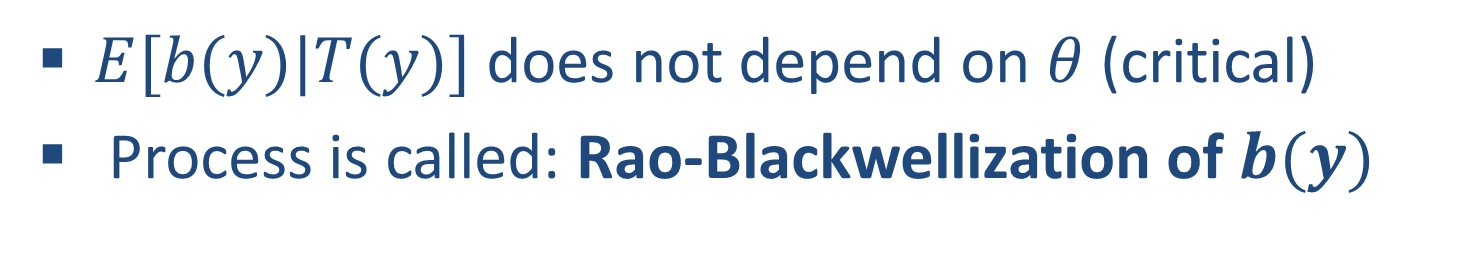 ▪ E[b(y)|T(y)] does not depend on θ (critical)
▪ Process is called: Rao-Blackwellization of b(y)